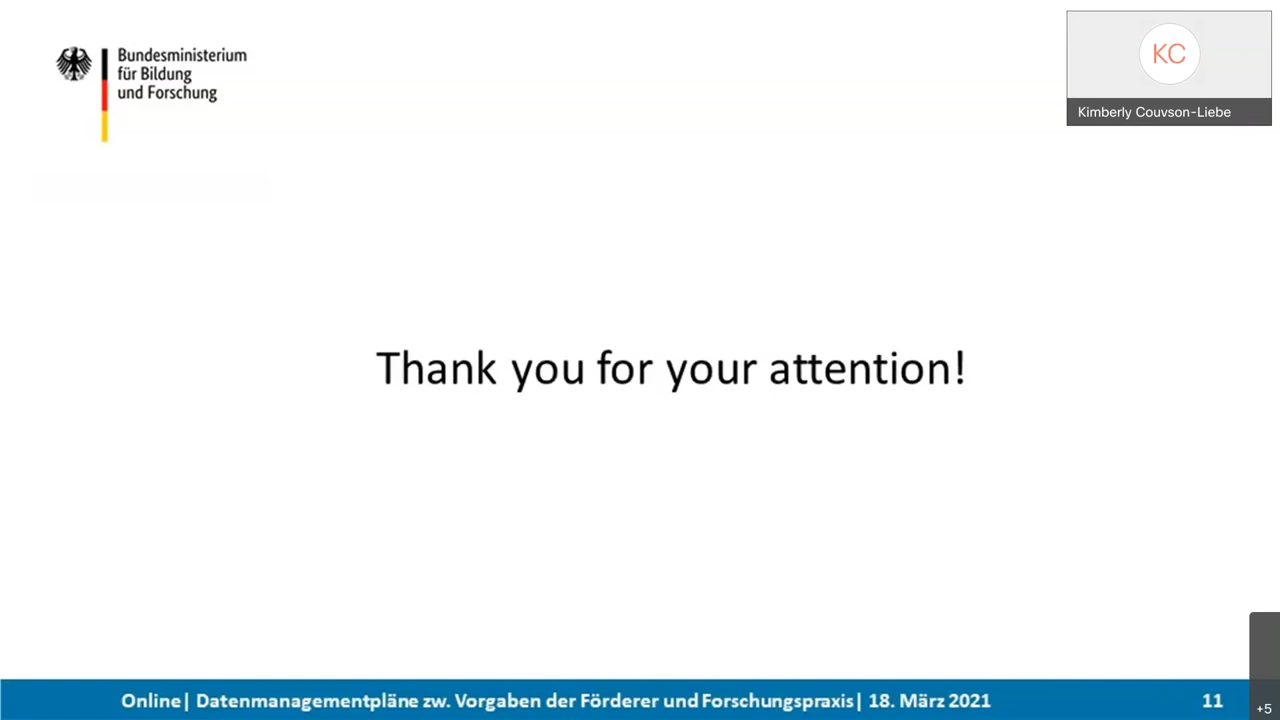 Bundesministerium
für Bildung
und Forschung
KC
Kimberly Couvson-Liebe
Thank you for your attention!
Online| Datenmanagementpläne zw. Vorgaben der Förderer und Forschungspraxis| 18. März 2021
11
+5